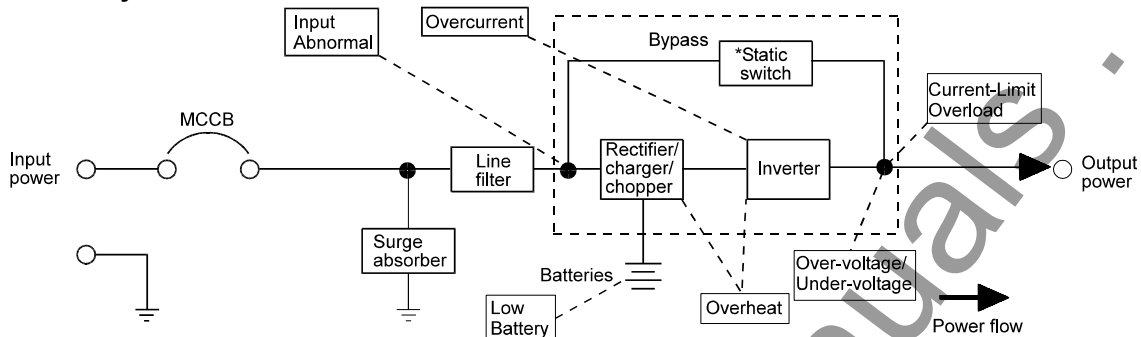 Input
Abnormal
Overcurrent
Bypass
*Static
switch
Current-Limit
Overload
MCCB
Input
power
Line
filter
Rectifier/
charger/
chopper
Inverter
Output
power
Surge
absorber
Batteries
Over-voltage/
Under-voltage
Low
Battery
Overheat
Power flow